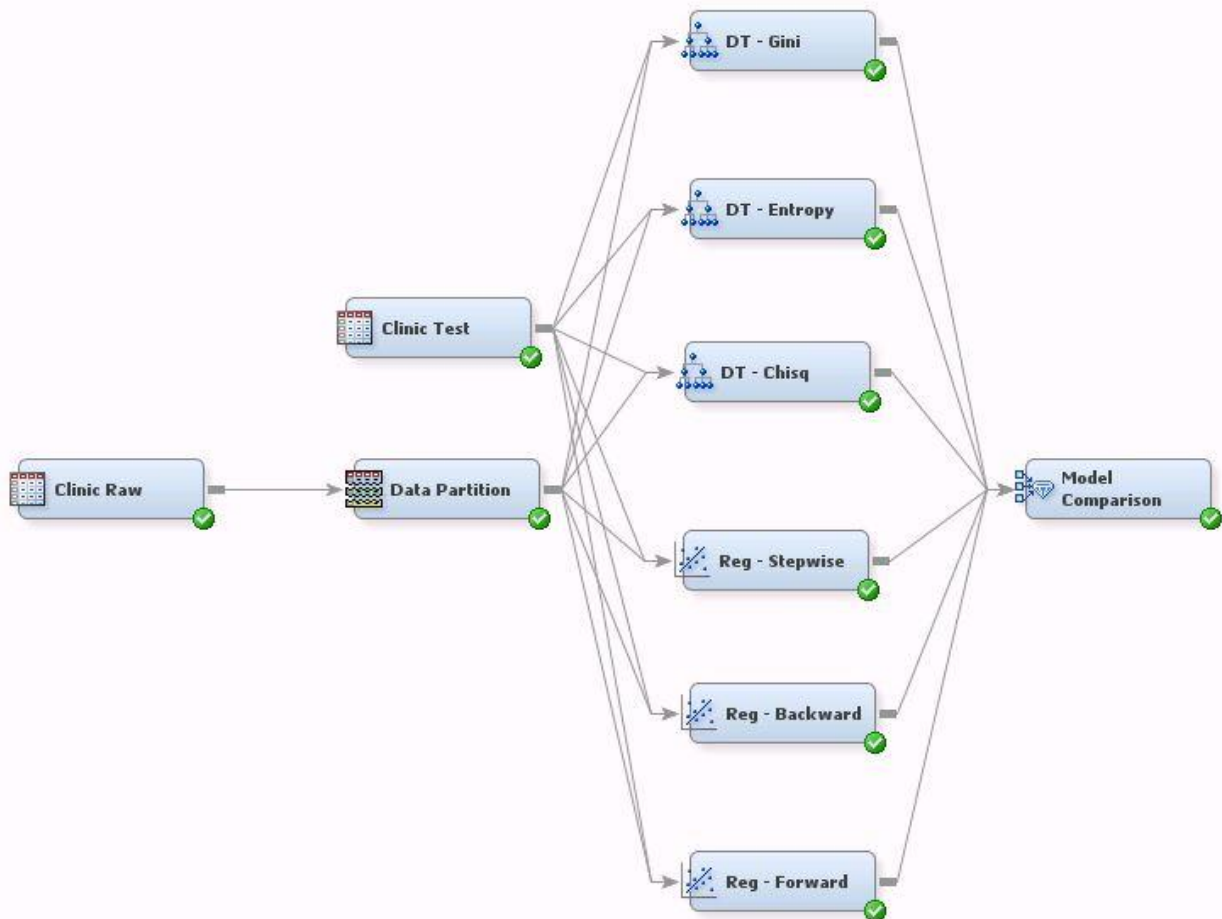 DT - Gini
DT - Entropy
Clinic Test
DT - Chisq
Clinic Raw
Data Partition
Model
Comparison
Reg - Stepwise
Reg - Backward
Reg - Forward